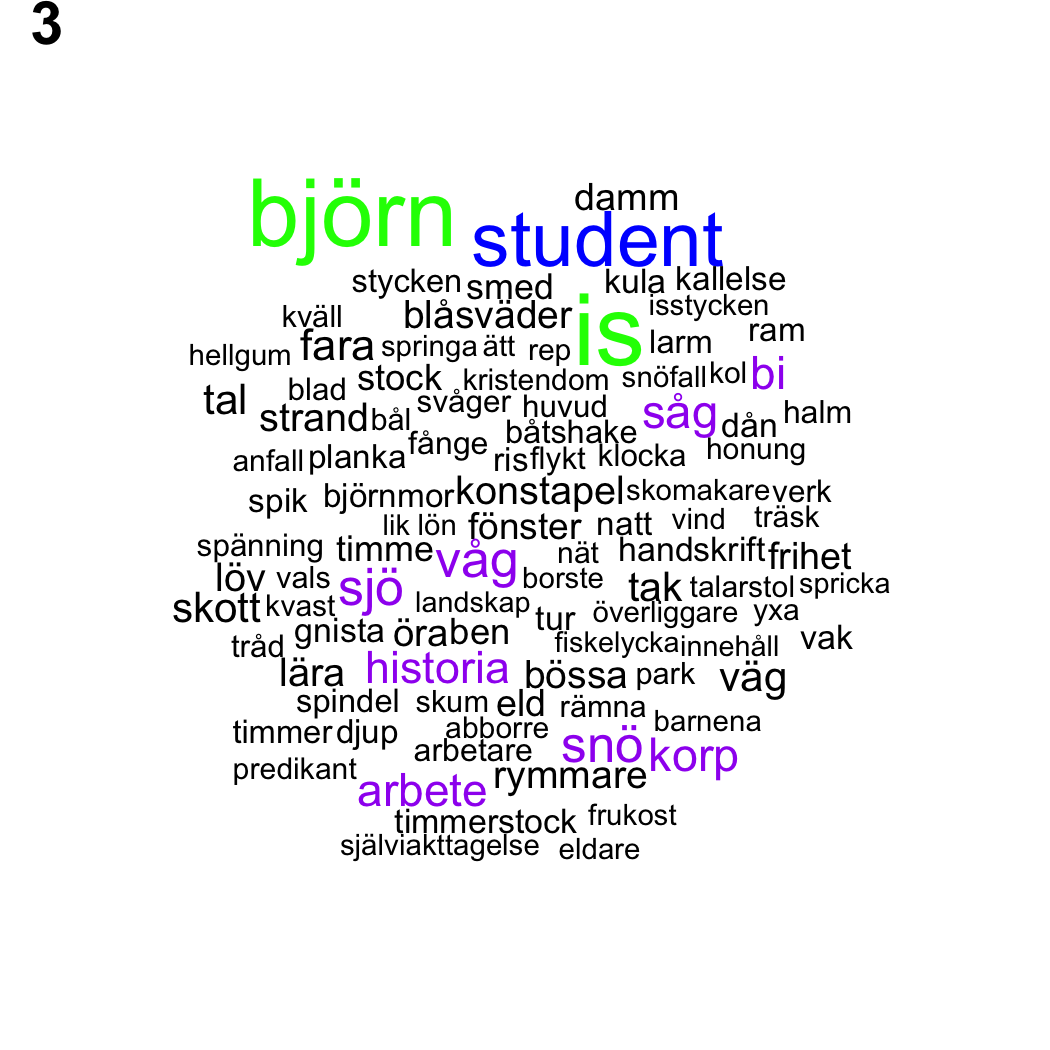 3
björn damm
student
stycken smed kula kallelse
kväll blåsväder is isstycken
hellgum fara springa ätt rep larm ram
tal blad stock kristendom snöfall kol bi
strand bål svåger huvud såg dån halm
anfall planka fånge båtshake ris flykt klocka honung
spik björnmor konstapel skomakare verk
lik lön fönster natt vind träsk
spänning timme våg nät handskrift frihet
löv vals sjö borste tak talarstol spricka
skott kvast landskap tur överliggare yxa
tråd gnista öra ben fiskelycka innehåll vak
lära historia bössa park väg
spindel skum eld rämna barnena
timmer djup abborre snö korp
predikant arbetare rymmare
arbete
timmerstock frukost
själviakttagelse eldare